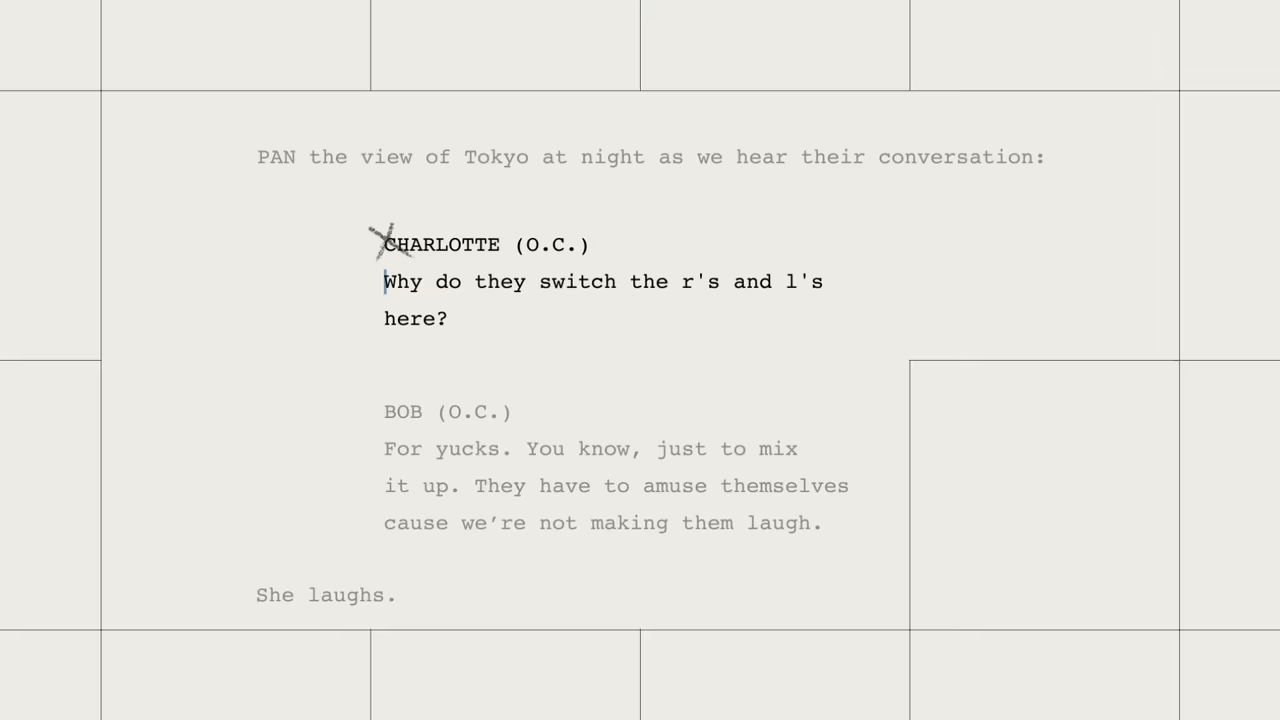 PAN the view of Tokyo at night as we hear their conversation:
CHARLOTTE (O.C.)
Why do they switch the r's and l's
here?
BOB (O.C.)
For yucks. You know, just to mix
it up. They have to amuse themselves
cause we’re not making them laugh.
She laughs.